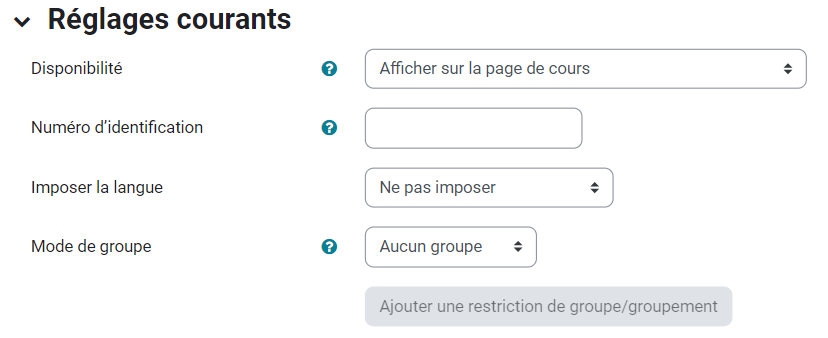 Réglages courants
Disponibilité ? Afficher sur la page de cours
Numéro d’identification ?
Imposer la langue Ne pas imposer
Mode de groupe ? Aucun groupe
Ajouter une restriction de groupe/groupement